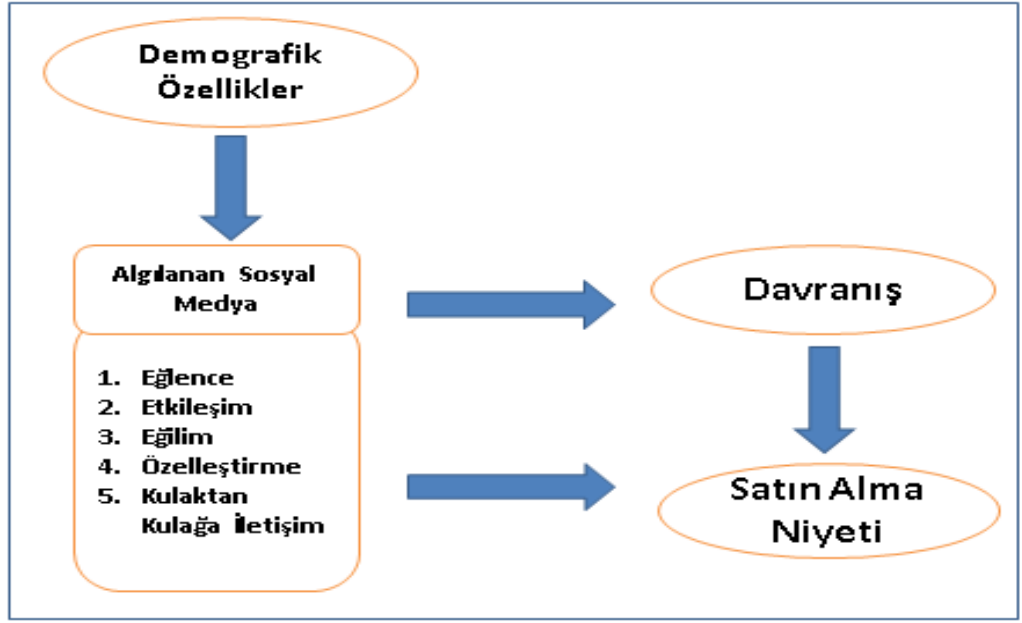 Demografik
Özellikler
Algılanan Sosyal
Medya
1. Eğlence
2. Etkileşim
3. Eğilim
4. Özelleştirme
5. Kulaktan
Kulağa İletişim
Davranış
Satın Alma
Niyeti